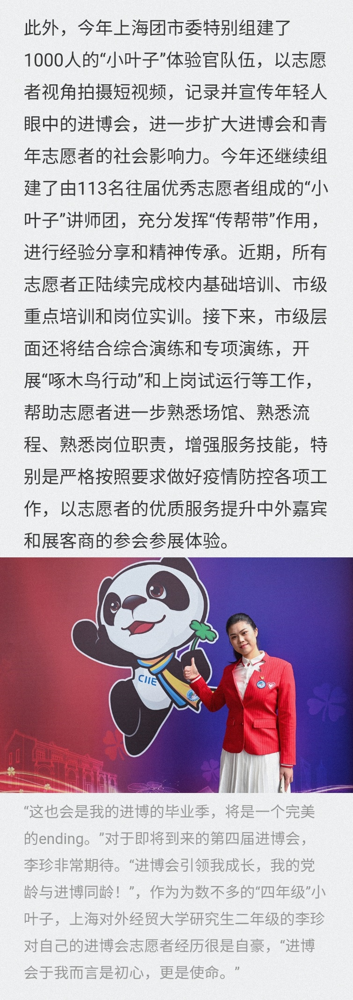 此外，今年上海团市委特别组建了
1000人的“小叶子”体验官队伍，以志愿
者视角拍摄短视频，记录并宣传年轻人
眼中的进博会，进一步扩大进博会和青
年志愿者的社会影响力。今年还继续组
建了由113名往届优秀志愿者组成的“小
叶子”讲师团，充分发挥“传帮带”作用，
进行经验分享和精神传承。近期，所有
志愿者正陆续完成校内基础培训、市级
重点培训和岗位实训。接下来，市级层
面还将结合综合演练和专项演练，开
展“啄木鸟行动”和上岗试运行等工作，
帮助志愿者进一步熟悉场馆、熟悉流
程、熟悉岗位职责，增强服务技能，特
别是严格按照要求做好疫情防控各项工
作，以志愿者的优质服务提升中外嘉宾
和展客商的参会参展体验。
CIIE
“这也会是我的进博的毕业季，将是一个完美
的ending。”对于即将到来的第四届进博会，
李珍非常期待。“进博会引领我成长，我的党
龄与进博同龄！”，作为为数不多的“四年级”小
叶子，上海对外经贸大学研究生二年级的李珍
对自己的进博会志愿者经历很是自豪，“进博
会于我而言是初心，更是使命。”